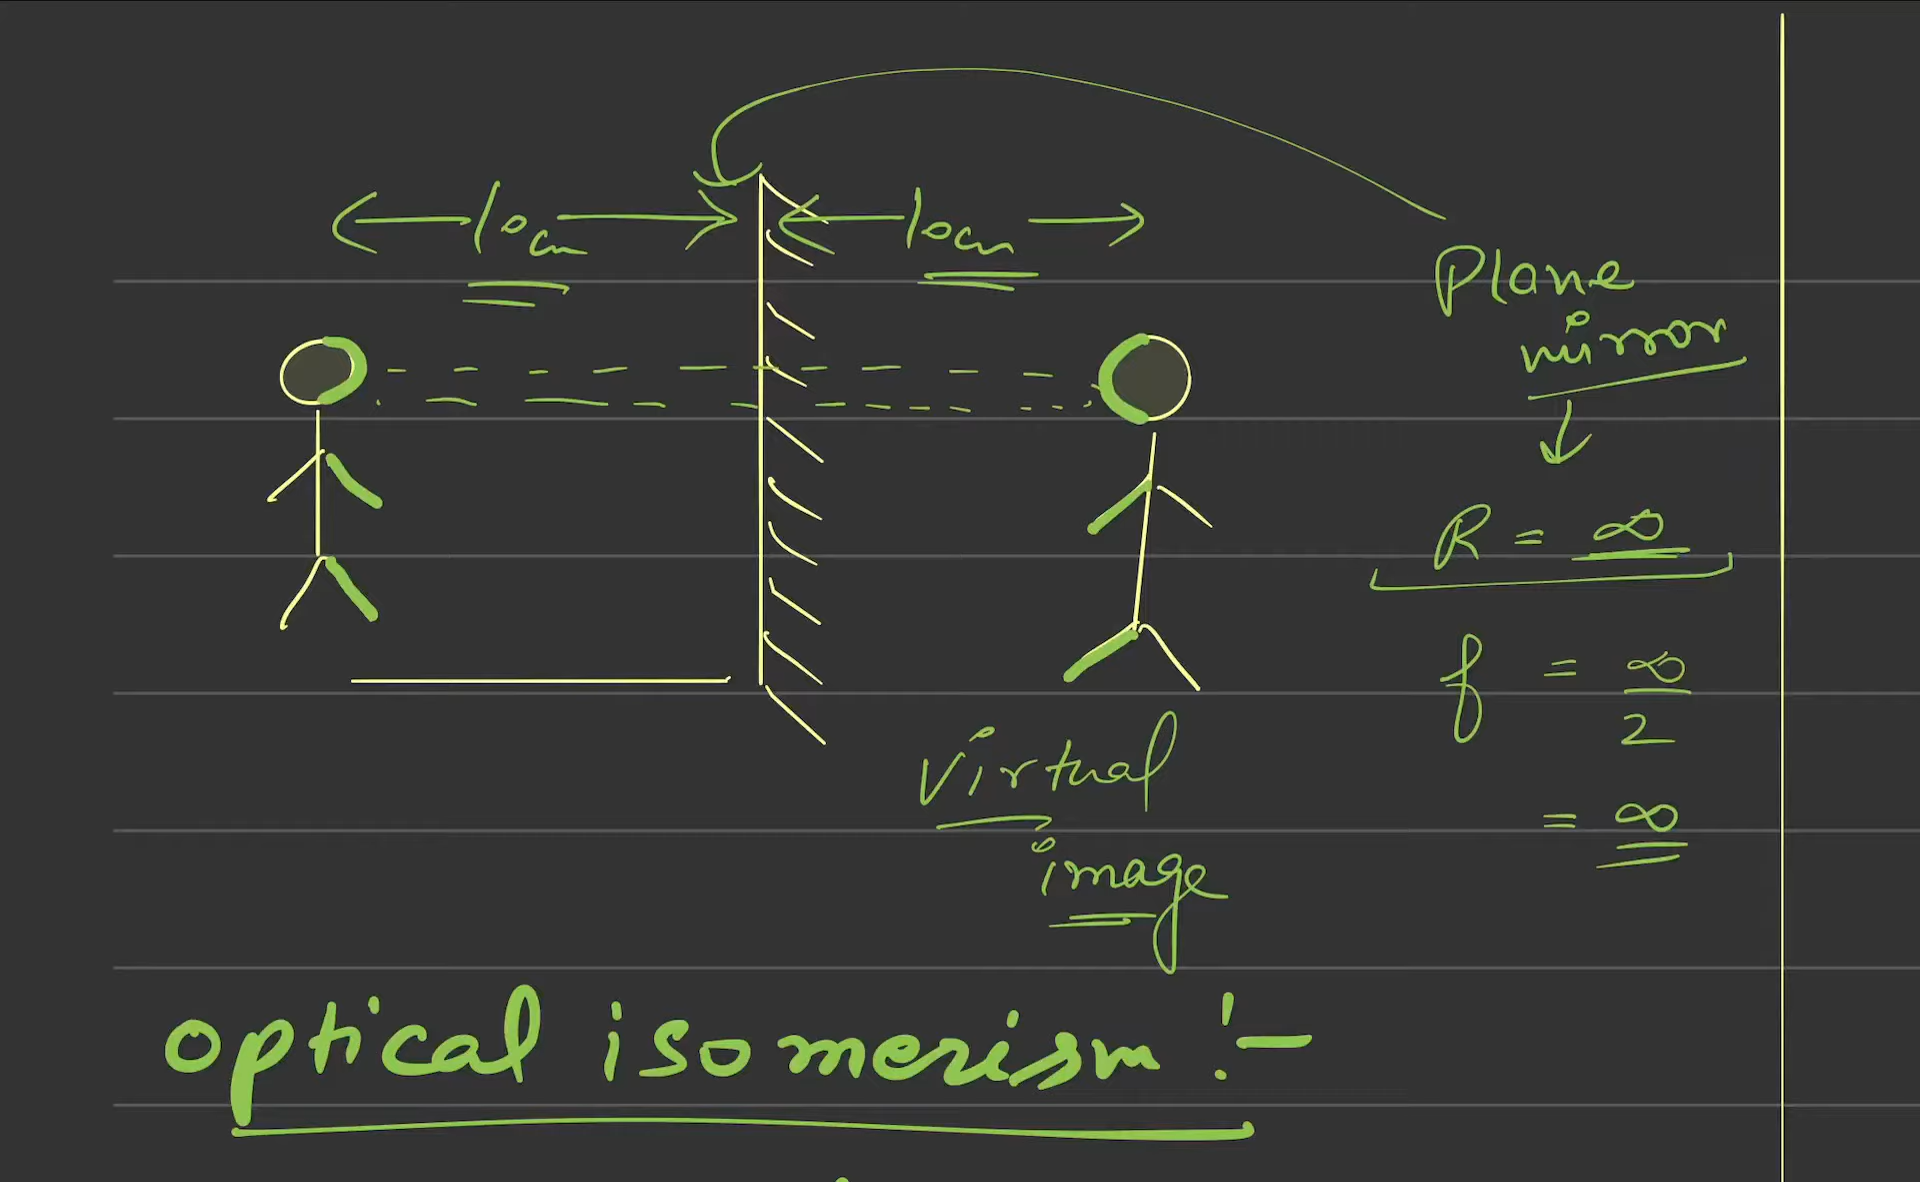 10cm 10cm
Plane
mirror
R = ∞
f = ∞
2
= ∞
Virtual
image
optical isomerism :-